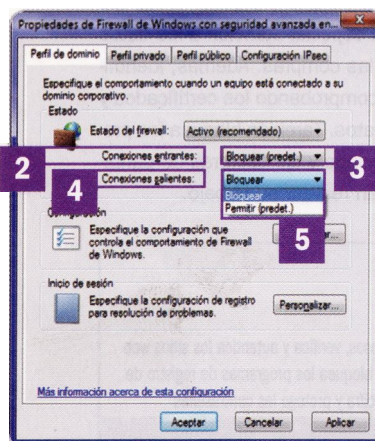 Propiedades de Firewall de Windows con seguridad avanzada en...
Perfil de dominio
Perfil privado
Perfil público
Configuración IPsec
Especifique el comportamiento cuando un equipo está conectado a su
dominio corporativo.
Estado
Estado del firewall:
Activo (recomendado)
2
Conexiones entrantes:
Bloquear (predet.)
3
4
Conexiones salientes:
Bloquear
Bloquear
Permitir (predet.)
5
Especifique la configuración que
controla el comportamiento de Firewall
de Windows.
Inicio de sesión
Especifique la configuración de registro
para resolución de problemas.
Personalizar...
Más información acerca de esta configuración
Aceptar
Cancelar
Aplicar